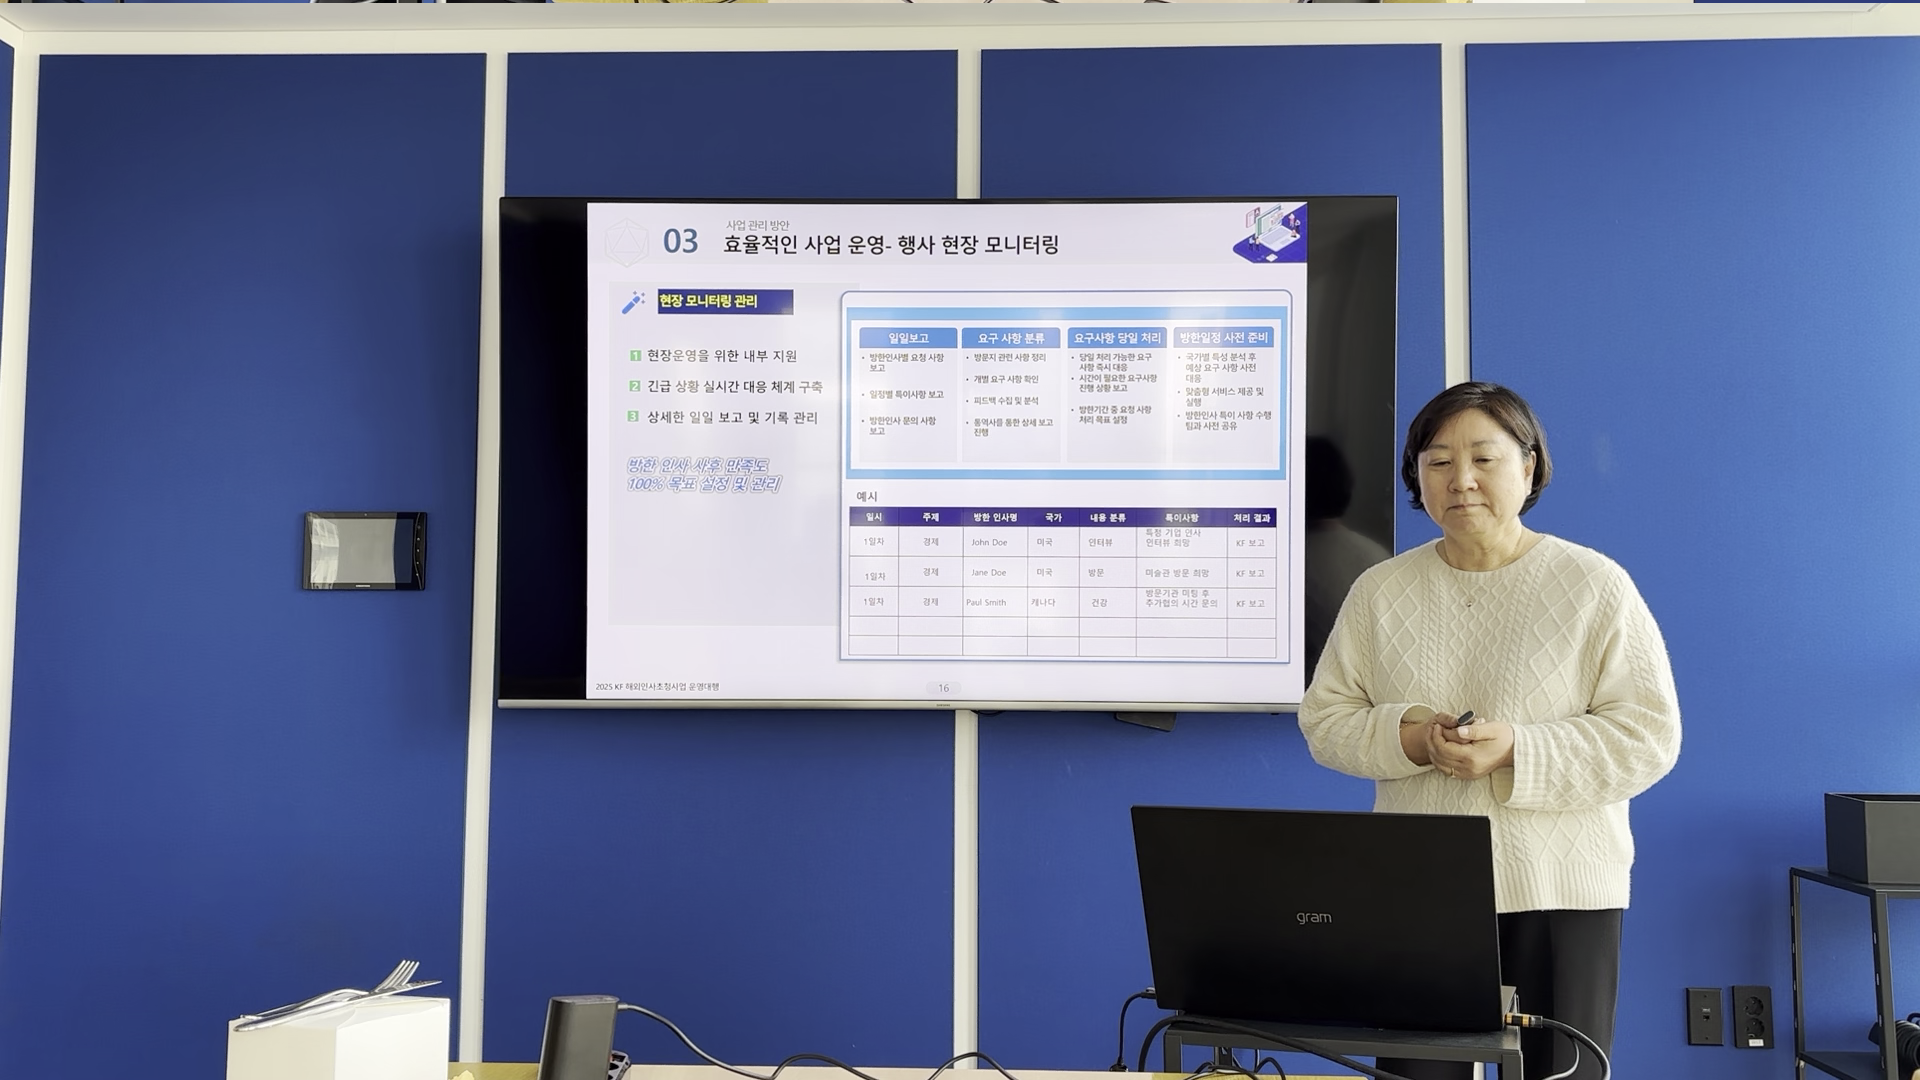 03
사업 관리 방안
효율적인 사업 운영- 행사 현장 모니터링
현장 모니터링 관리
1 현장운영을 위한 내부 지원
2 긴급 상황 실시간 대응 체계 구축
3 상세한 일일 보고 및 기록 관리
방한 인사 사후 만족도
100% 목표 설정 및 관리
일일보고
• 방한인사별 요청 사항
보고
• 일정별 특이사항 보고
• 방한인사 문의 사항
보고
요구 사항 분류
• 방문지 관련 사항 정리
• 개별 요구 사항 확인
• 피드백 수집 및 분석
• 통역사를 통한 상세 보고
진행
요구사항 당일 처리
• 당일 처리 가능한 요구
사항 즉시 대응
• 시간이 필요한 요구사항
진행 상황 보고
• 방한기간 중 요청 사항
처리 목표 설정
방한일정 사전 준비
• 국가별 특성 분석 후
예상 요구 사항 사전
대응
• 맞춤형 서비스 제공 및
실행
• 방한인사 특이 사항 수행
팀과 사전 공유
예시
일시 주제 방한 인사명 국가 내용 분류 특이사항 처리 결과
1일차 경제 John Doe 미국 인터뷰 특정 기업 인사 인터뷰 희망 KF 보고
1일차 경제 Jane Doe 미국 방문 미술관 방문 희망 KF 보고
1일차 경제 Paul Smith 캐나다 건강 방문기관 미팅 후 추가협의 시간 문의 KF 보고
2025 KF 해외인사초청사업 운영대행
16
gram